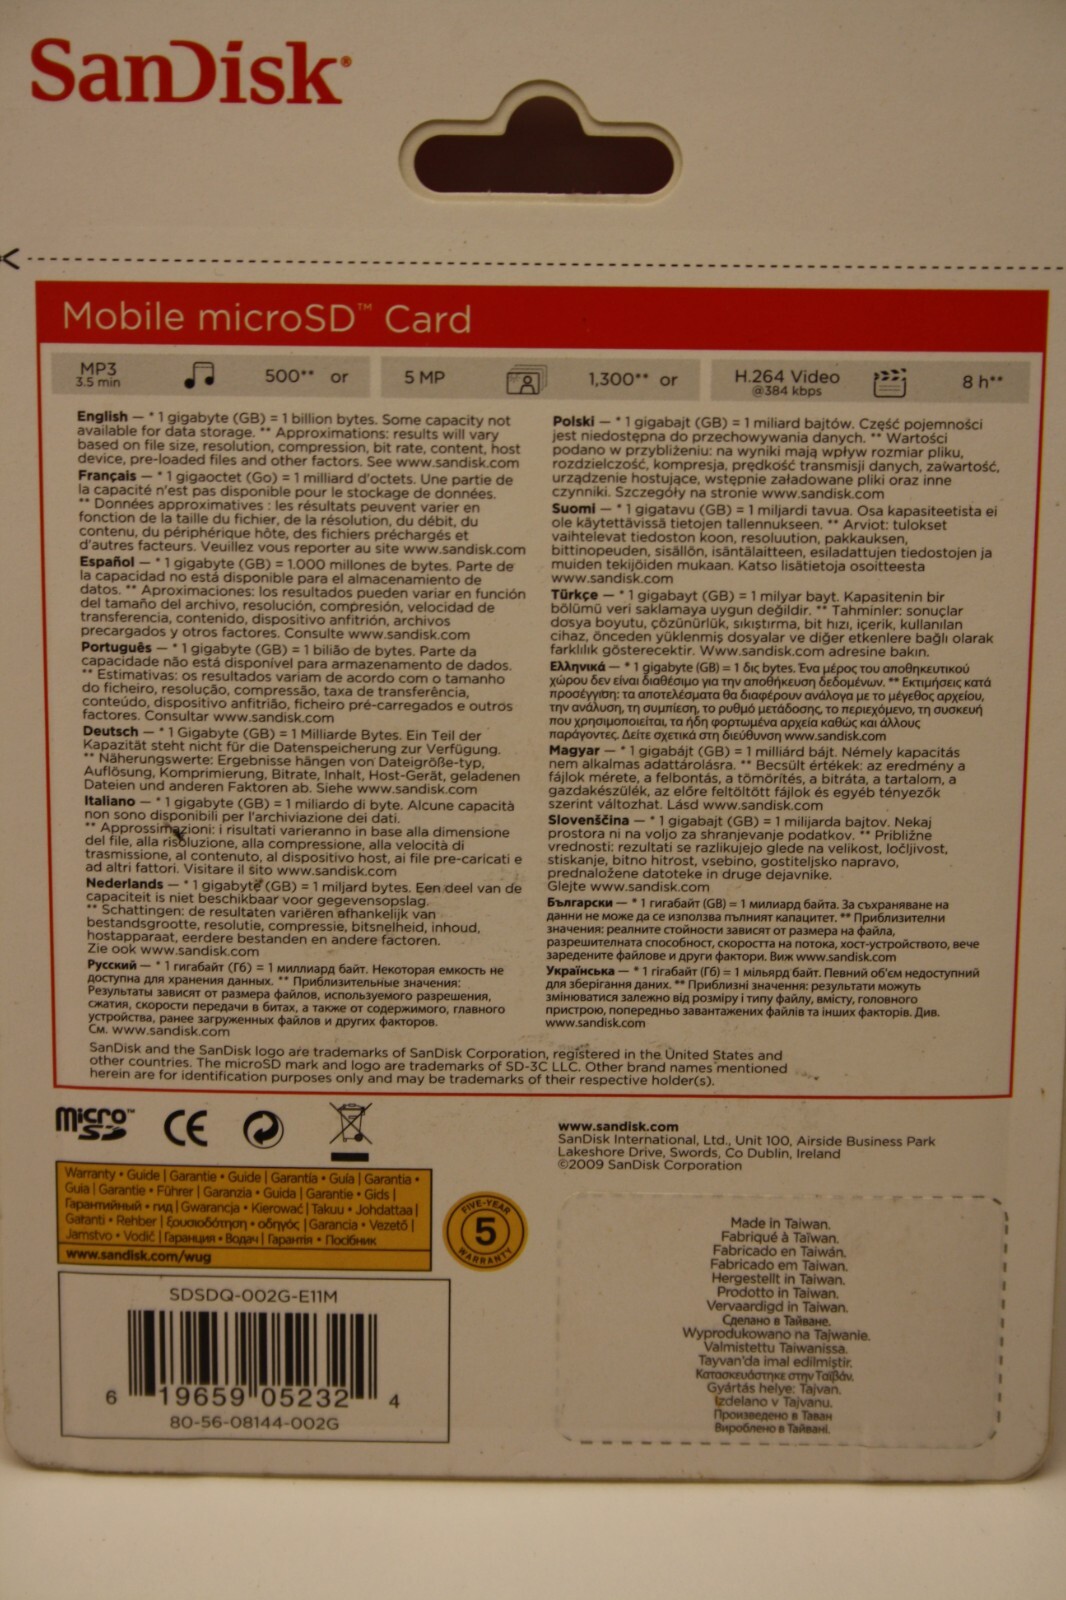 SanDisk®
Mobile microSD™ Card
MP3
3.5 min
500** or
5 MP
1,300** or
H.264 Video
@384 kbps
8 h**
English — * 1 gigabyte (GB) = 1 billion bytes. Some capacity not
available for data storage. ** Approximations: results will vary
based on file size, resolution, compression, bit rate, content, host
device, pre-loaded files and other factors. See www.sandisk.com
Français — * 1 gigaoctet (Go) = 1 milliard d'octets. Une partie de
la capacité n'est pas disponible pour le stockage de données.
** Données approximatives : les résultats peuvent varier en
fonction de la taille du fichier, de la résolution, du débit, du
contenu, du périphérique hôte, des fichiers préchargés et
d'autres facteurs. Veuillez vous reporter au site www.sandisk.com
Español — * 1 gigabyte (GB) = 1.000 millones de bytes. Parte de
la capacidad no está disponible para el almacenamiento de
datos. ** Aproximaciones: los resultados pueden variar en función
del tamaño del archivo, resolución, compresión, velocidad de
transferencia, contenido, dispositivo anfitrión, archivos
precargados y otros factores. Consulte www.sandisk.com
Português — * 1 gigabyte (GB) = 1 bilião de bytes. Parte da
capacidade não está disponível para armazenamento de dados.
** Estimativas: os resultados variam de acordo com o tamanho
do ficheiro, resolução, compressão, taxa de transferência,
conteúdo, dispositivo anfitrião, ficheiro pré-carregados e outros
factores. Consultar www.sandisk.com
Deutsch — * 1 Gigabyte (GB) = 1 Milliarde Bytes. Ein Teil der
Kapazität steht nicht für die Datenspeicherung zur Verfügung.
** Näherungswerte: Ergebnisse hängen von Dateigröße-typ,
Auflösung, Komprimierung, Bitrate, Inhalt, Host-Gerät, geladenen
Dateien und anderen Faktoren ab. Siehe www.sandisk.com
Italiano — * 1 gigabyte (GB) = 1 miliardo di byte. Alcune capacità
non sono disponibili per l'archiviazione dei dati.
** Approssimazioni: i risultati varieranno in base alla dimensione
del file, alla risoluzione, alla compressione, alla velocità di
trasmissione, al contenuto, al dispositivo host, ai file pre-caricati e
ad altri fattori. Visitare il sito www.sandisk.com
Nederlands — * 1 gigabyte (GB) = 1 miljard bytes. Een deel van de
capaciteit is niet beschikbaar voor gegevensopslag.
** Schattingen: de resultaten variëren afhankelijk van
bestandsgrootte, resolutie, compressie, bitsnelheid, inhoud,
hostapparaat, eerdere bestanden en andere factoren.
Zie ook www.sandisk.com
Русский — * 1 гигабайт (Гб) = 1 миллиард байт. Некоторая емкость не
доступна для хранения данных. ** Приблизительные значения:
Результаты зависят от размера файлов, используемого разрешения,
сжатия, скорости передачи в битах, а также от содержимого, главного
устройства, ранее загруженных файлов и других факторов.
См. www.sandisk.com
Polski — * 1 gigabajt (GB) = 1 miliard bajtów. Część pojemności
jest niedostępna do przechowywania danych. ** Wartości
podano w przybliżeniu: na wyniki mają wpływ rozmiar pliku,
rozdzielczość, kompresja, prędkość transmisji danych, zawartość,
urządzenie hostujące, wstępnie załadowane pliki oraz inne
czynniki. Szczegóły na stronie www.sandisk.com
Suomi — * 1 gigatavu (GB) = 1 miljardi tavua. Osa kapasiteetista ei
ole käytettävissä tietojen tallennukseen. ** Arviot: tulokset
vaihtelevat tiedoston koon, resoluution, pakkauksen,
bittinopeuden, sisällön, isäntälaitteen, esiladattujen tiedostojen ja
muiden tekijöiden mukaan. Katso lisätietoja osoitteesta
www.sandisk.com
Türkçe — * 1 gigabayt (GB) = 1 milyar bayt. Kapasitenin bir
bölümü veri saklamaya uygun değildir. ** Tahminler: sonuçlar
dosya boyutu, çözünürlük, sıkıştırma, bit hızı, içerik, kullanılan
cihaz, önceden yüklenmiş dosyalar ve diğer etkenlere bağlı olarak
farklılık gösterecektir. Www.sandisk.com adresine bakın.
Ελληνικά — * 1 gigabyte (GB) = 1 δις bytes. Ένα μέρος του αποθηκευτικού
χώρου δεν είναι διαθέσιμο για την αποθήκευση δεδομένων. ** Εκτιμήσεις κατά
προσέγγιση: τα αποτελέσματα θα διαφέρουν ανάλογα με το μέγεθος αρχείου,
την ανάλυση, τη συμπίεση, το ρυθμό μετάδοσης, το περιεχόμενο, τη συσκευή
που χρησιμοποιείται, τα ήδη φορτωμένα αρχεία καθώς και άλλους
παράγοντες. Δείτε σχετικά στη διεύθυνση www.sandisk.com
Magyar — * 1 gigabájt (GB) = 1 milliárd bájt. Némely kapacitás
nem alkalmas adattárolásra. ** Becsült értékek: az eredmény a
fájlok mérete, a felbontás, a tömörítés, a bitráta, a tartalom, a
gazdakészülék, az előre feltöltött fájlok és egyéb tényezők
szerint változhat. Lásd www.sandisk.com
Slovenščina — * 1 gigabajt (GB) = 1 milijarda bajtov. Nekaj
prostora ni na voljo za shranjevanje podatkov. ** Približne
vrednosti: rezultati se razlikujejo glede na velikost, ločljivost,
stiskanje, bitno hitrost, vsebino, gostiteljsko napravo,
prednaložene datoteke in druge dejavnike.
Glejte www.sandisk.com
Български — * 1 гигабайт (GB) = 1 милиард байта. За съхраняване на
данни не може да се използва пълният капацитет. ** Приблизителни
значения: реалните стойности зависят от размера на файла,
разрешителната способност, скоростта на потока, хост-устройството, вече
заредените файлове и други фактори. Виж www.sandisk.com
Українська — * 1 гігабайт (Гб) = 1 мільярд байт. Певний об'єм недоступний
для зберігання даних. ** Приблизні значення: результати можуть
змінюватися залежно від розміру і типу файлу, вмісту, головного
пристрою, попередньо завантажених файлів та інших факторів. Див.
www.sandisk.com
SanDisk and the SanDisk logo are trademarks of SanDisk Corporation, registered in the United States and
other countries. The microSD mark and logo are trademarks of SD-3C LLC. Other brand names mentioned
herein are for identification purposes only and may be trademarks of their respective holder(s).
micro SD™
CE
www.sandisk.com
SanDisk International, Ltd., Unit 100, Airside Business Park
Lakeshore Drive, Swords, Co Dublin, Ireland
©2009 SanDisk Corporation
Warranty • Guide | Garantie • Guide | Garantía • Guía | Garantia •
Guia | Garantie • Führer | Garanzia • Guida | Garantie • Gids |
Гарантийный • гид | Gwarancja • Kierować | Takuu • Johdattaa |
Garanti • Rehber | ξουσιοδότηση • οδηγός | Garancia • Vezető |
Jamstvo • Vodič | Гаранция • Водач | Гарантія • Посібник
www.sandisk.com/wug
FIVE-YEAR
5
WARRANTY
SDSDQ-002G-E11M
6 19659 05232 4
80-56-08144-002G
Made in Taiwan.
Fabriqué à Taïwan.
Fabricado en Taiwán.
Fabricado em Taiwan.
Hergestellt in Taiwan.
Prodotto in Taiwan.
Vervaardigd in Taiwan.
Сделано в Тайване.
Wyprodukowano na Tajwanie.
Valmistettu Taiwanissa.
Tayvan'da imal edilmiştir.
Κατασκευάστηκε στην Ταϊβάν.
Gyártás helye: Tajvan.
Izdelano v Tajvanu.
Произведено в Таван
Вироблено в Тайвані.